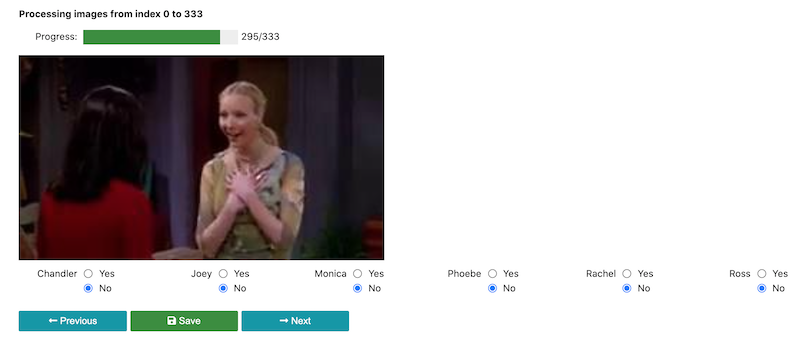 Processing images from index 0 to 333
Progress: 295/333
Chandler Yes Joey Yes Monica Yes Phoebe Yes Rachel Yes Ross Yes
No No No No No No
Previous Save Next